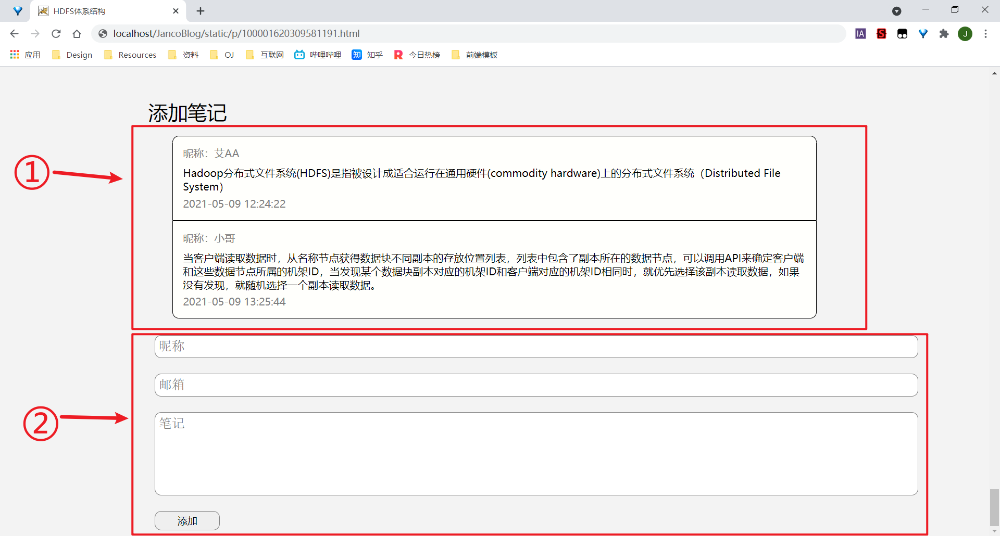 HDFS体系结构
localhost/JancoBlog/static/p/100001620309581191.html
IA
S
J
应用
Design
Resources
资料
OJ
互联网
哔哩哔哩
知
知乎
R
今日热榜
前端模板
添加笔记
①
昵称：艾AA
Hadoop分布式文件系统(HDFS)是指被设计成适合运行在通用硬件(commodity hardware)上的分布式文件系统（Distributed File
System）
2021-05-09 12:24:22
昵称：小哥
当客户端读取数据时，从名称节点获得数据块不同副本的存放位置列表，列表中包含了副本所在的数据节点，可以调用API来确定客户端
和这些数据节点所属的机架ID，当发现某个数据块副本对应的机架ID和客户端对应的机架ID相同时，就优先选择该副本读取数据，如果
没有发现，就随机选择一个副本读取数据。
2021-05-09 13:25:44
昵称
邮箱
②
笔记
添加